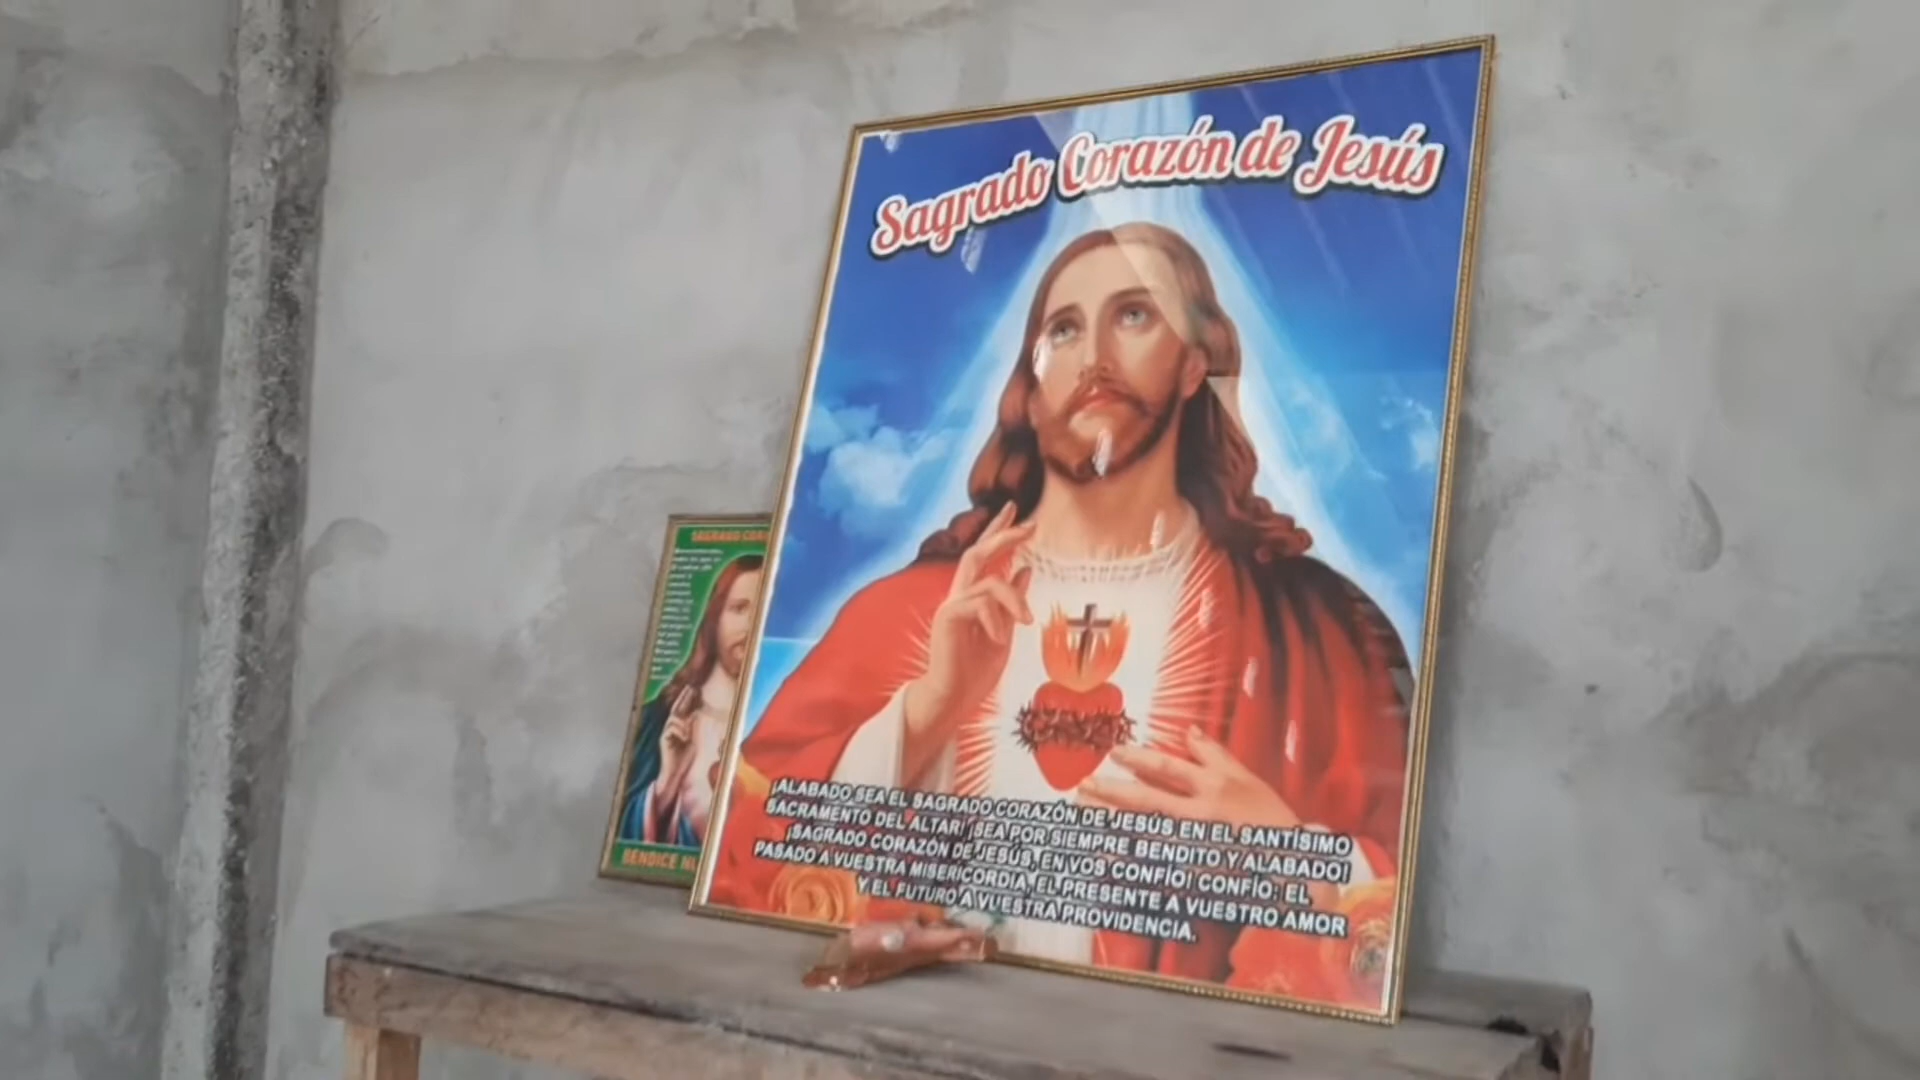 Sagrado Corazón de Jesús
¡ALABADO SEA EL SAGRADO CORAZÓN DE JESÚS EN EL SANTÍSIMO
SACRAMENTO DEL ALTAR! ¡SEA POR SIEMPRE BENDITO Y ALABADO!
¡SAGRADO CORAZÓN DE JESÚS, EN VOS CONFÍO! CONFÍO: EL
PASADO A VUESTRA MISERICORDIA, EL PRESENTE A VUESTRO AMOR
Y EL FUTURO A VUESTRA PROVIDENCIA.
SAGRADO
BENDICE